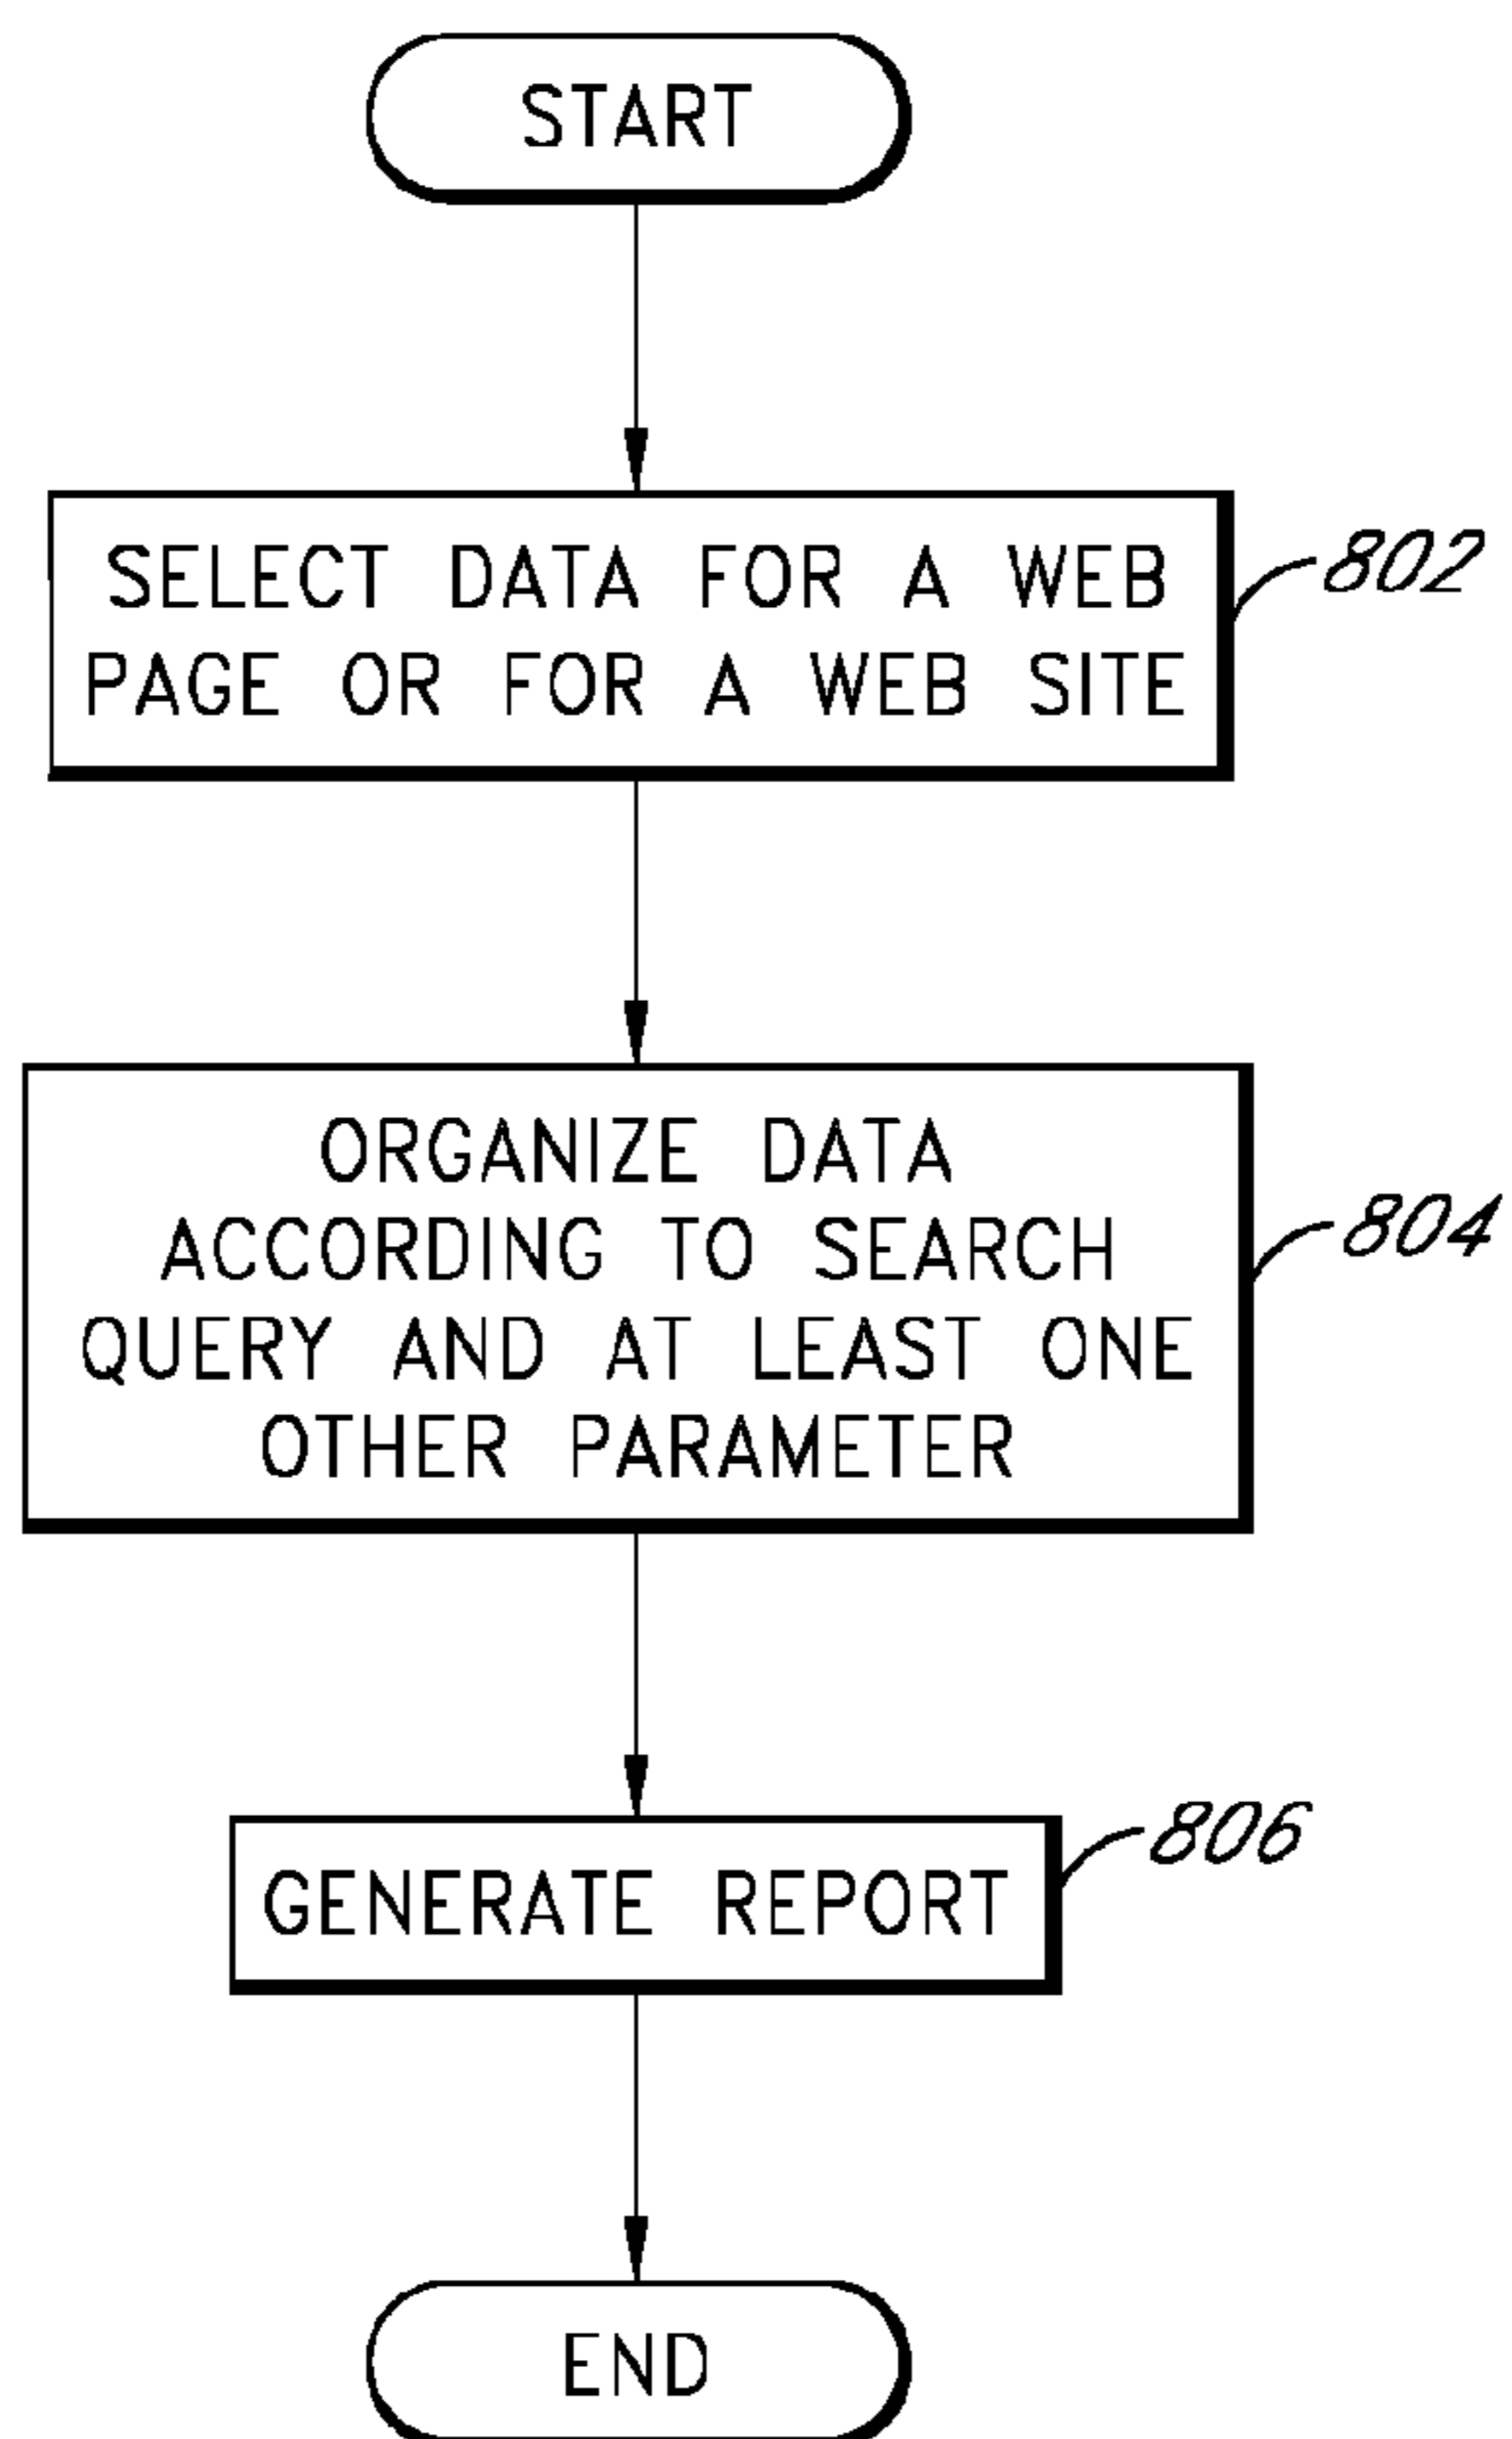 START
SELECT DATA FOR A WEB
PAGE OR FOR A WEB SITE
802
ORGANIZE DATA
ACCORDING TO SEARCH
QUERY AND AT LEAST ONE
OTHER PARAMETER
804
GENERATE REPORT
806
END